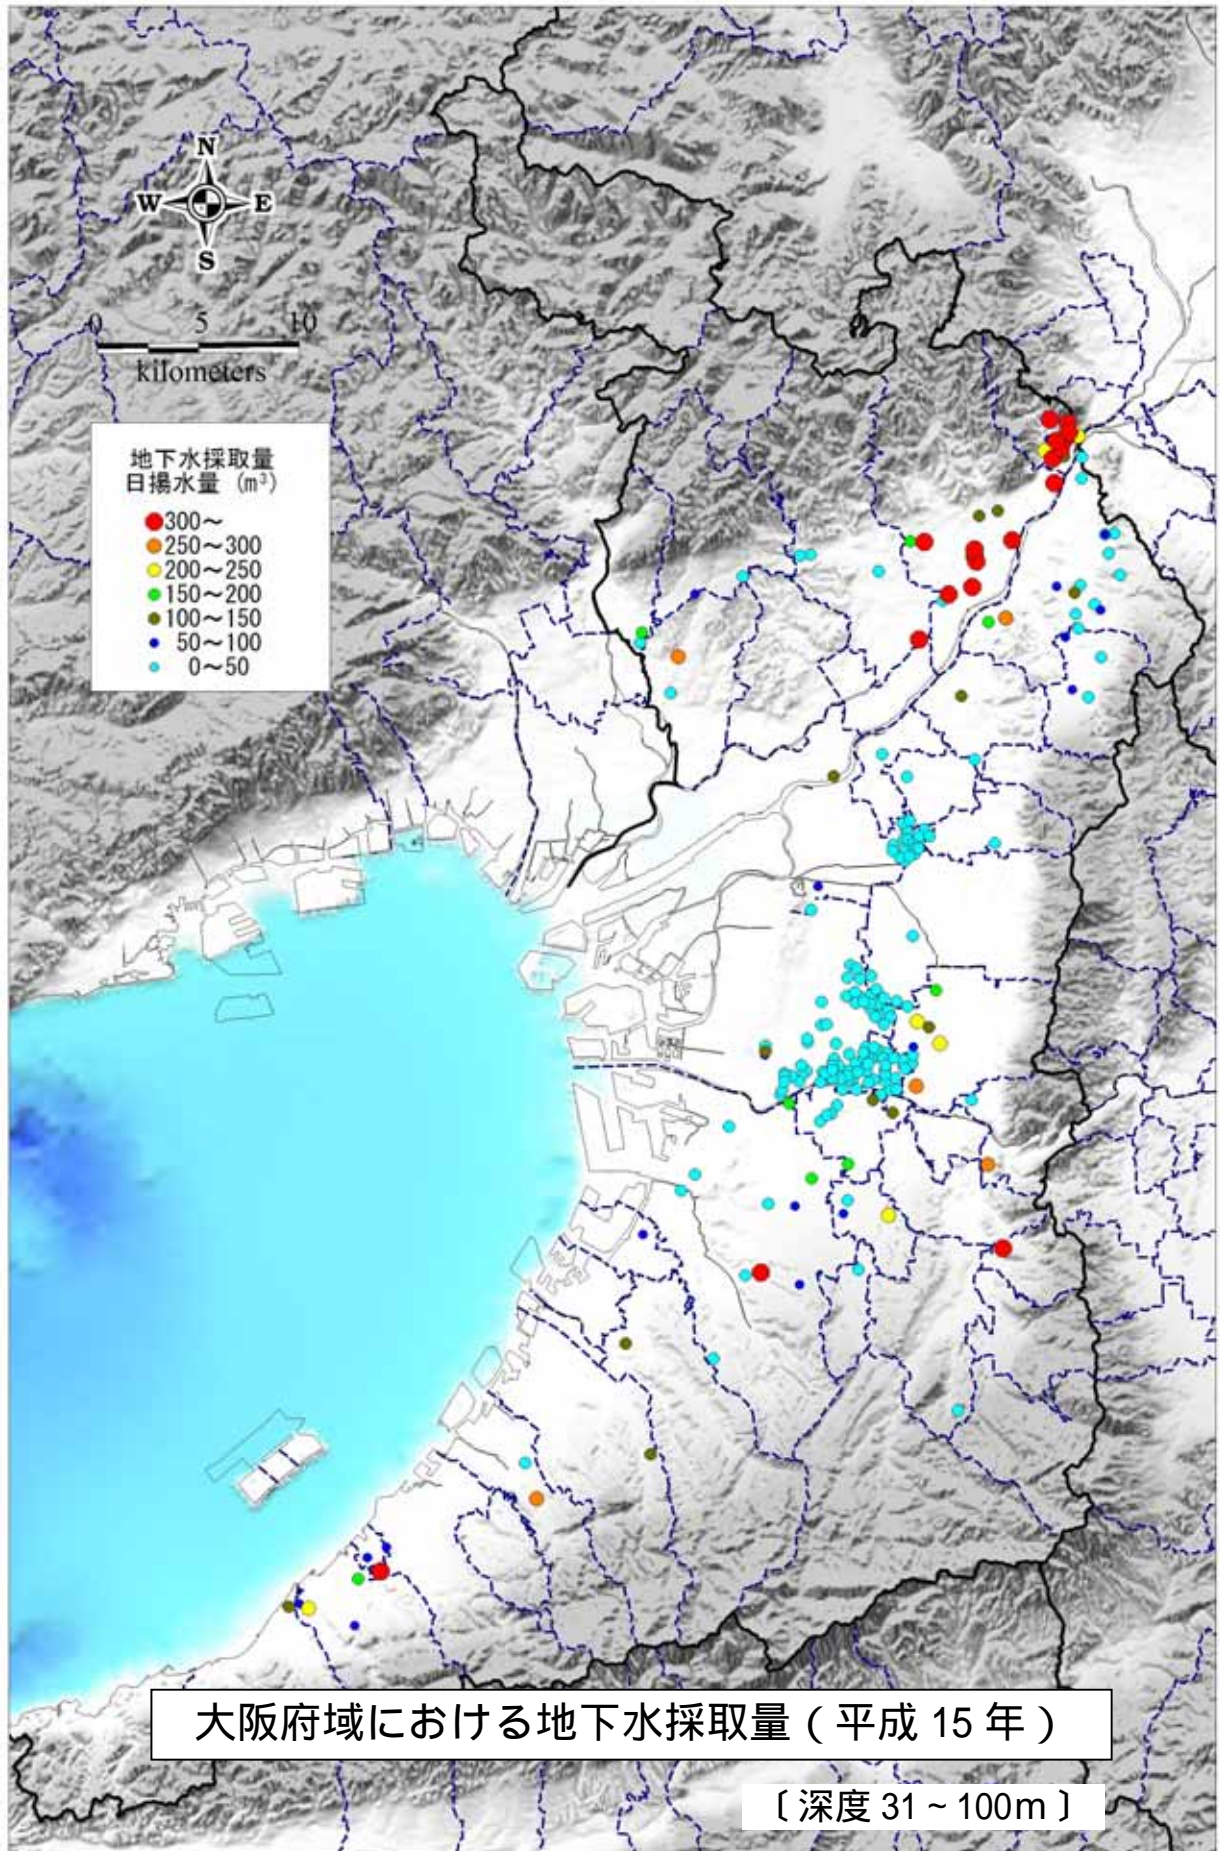 N
W E
S
0 5 10
kilometers
地下水採取量
日揚水量 (m³)
300～
250～300
200～250
150～200
100～150
50～100
0～50
大阪府域における地下水採取量（平成 15 年）
〔深度 31～100m〕